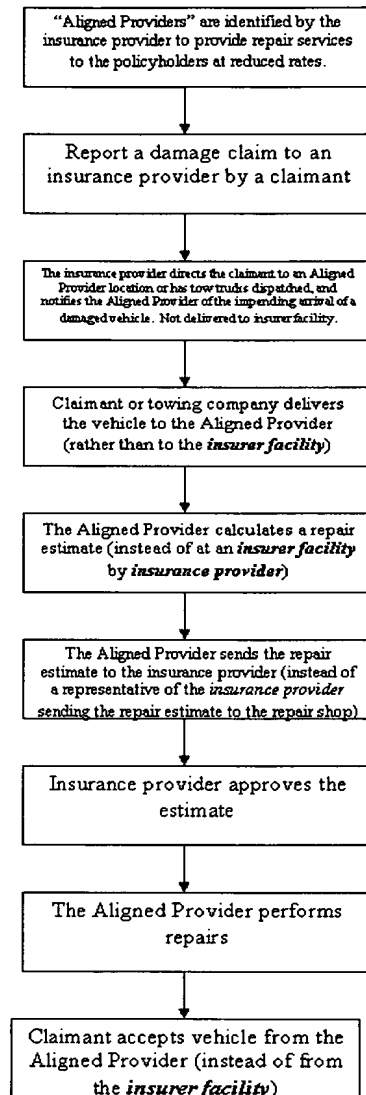 “Aligned Providers” are identified by the
insurance provider to provide repair services
to the policyholders at reduced rates.
Report a damage claim to an
insurance provider by a claimant
The insurance provider directs the claimant to an Aligned
Provider location or has tow trucks dispatched, and
notifies the Aligned Provider of the impending arrival of a
damaged vehicle. Not delivered to insurer facility.
Claimant or towing company delivers
the vehicle to the Aligned Provider
(rather than to the insurer facility)
The Aligned Provider calculates a repair
estimate (instead of at an insurer facility
by insurance provider)
The Aligned Provider sends the repair
estimate to the insurance provider (instead of
a representative of the insurance provider
sending the repair estimate to the repair shop)
Insurance provider approves the
estimate
The Aligned Provider performs
repairs
Claimant accepts vehicle from the
Aligned Provider (instead of from
the insurer facility)